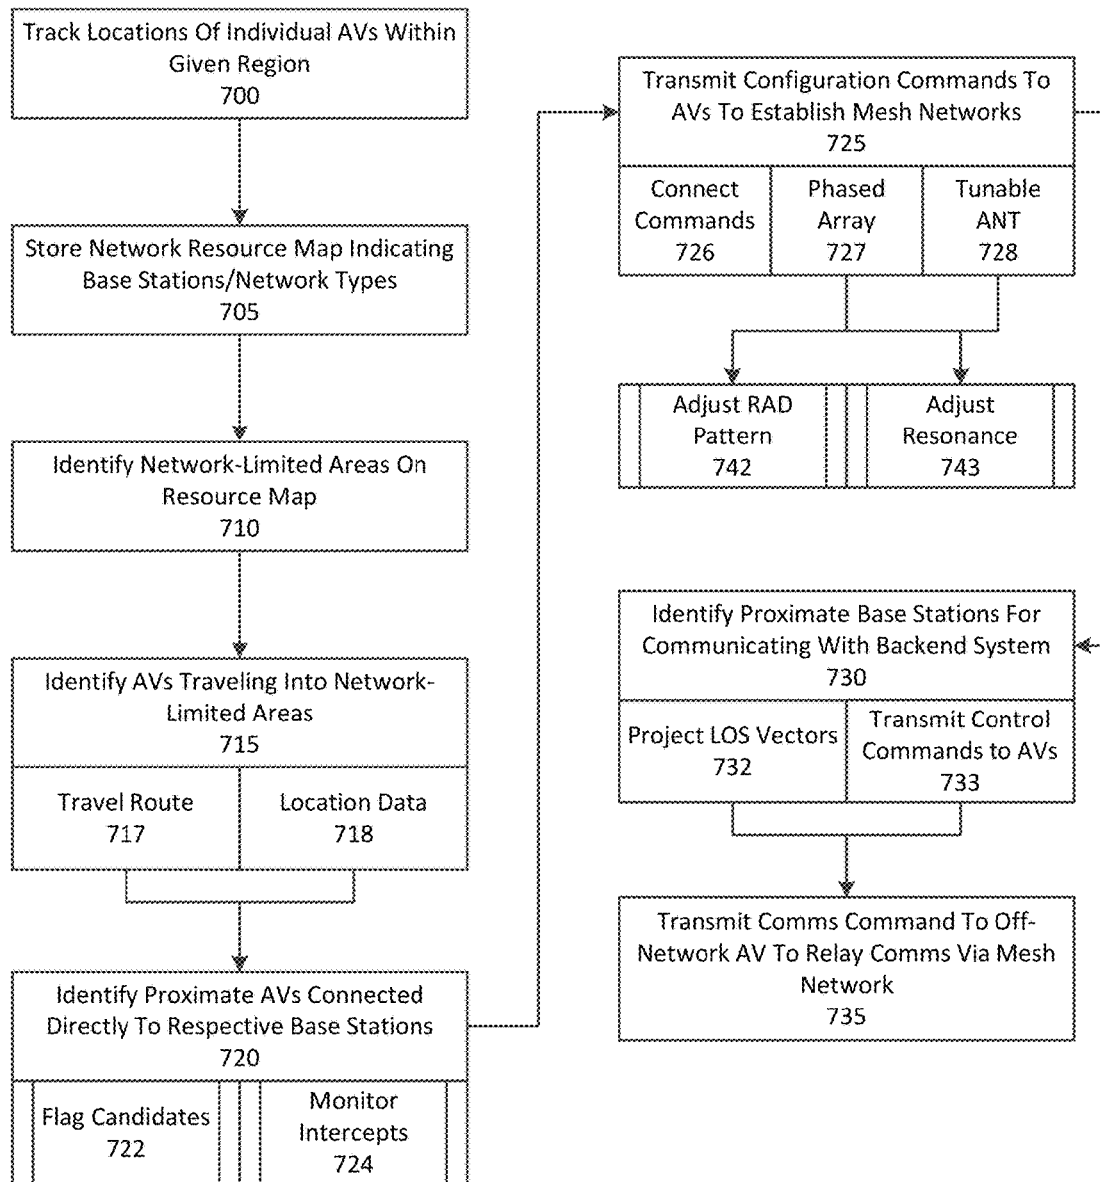 Track Locations Of Individual AVs Within
Given Region
700
Store Network Resource Map Indicating
Base Stations/Network Types
705
Identify Network-Limited Areas On
Resource Map
710
Identify AVs Traveling Into Network-
Limited Areas
715
Travel Route
717
Location Data
718
Identify Proximate AVs Connected
Directly To Respective Base Stations
720
Flag Candidates
722
Monitor
Intercepts
724
Transmit Configuration Commands To
AVs To Establish Mesh Networks
725
Connect
Commands
726
Phased
Array
727
Tunable
ANT
728
Adjust RAD
Pattern
742
Adjust
Resonance
743
Identify Proximate Base Stations For
Communicating With Backend System
730
Project LOS Vectors
732
Transmit Control
Commands to AVs
733
Transmit Comms Command To Off-
Network AV To Relay Comms Via Mesh
Network
735